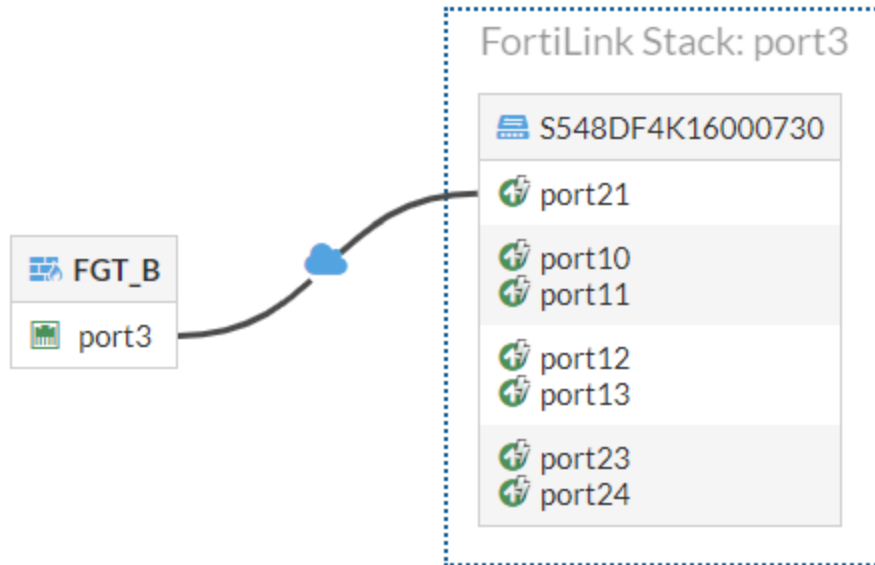 FortiLink Stack: port3
S548DF4K16000730
port21
port10
port11
port12
port13
port23
port24
FGT_B
port3